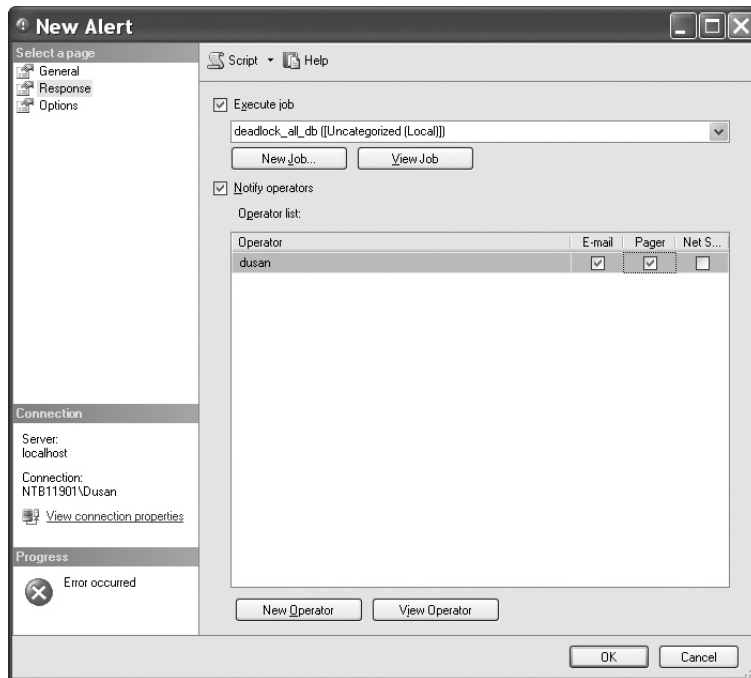 New Alert
Select a page
General
Response
Options
Script
Help
Execute job
deadlock_all_db ([Uncategorized (Local)])
New Job...
View Job
Notify operators
Operator list:
Operator E-mail Pager Net S...
dusan
Connection
Server:
localhost
Connection:
NTB11901\Dusan
View connection properties
Progress
Error occurred
New Operator
View Operator
OK
Cancel